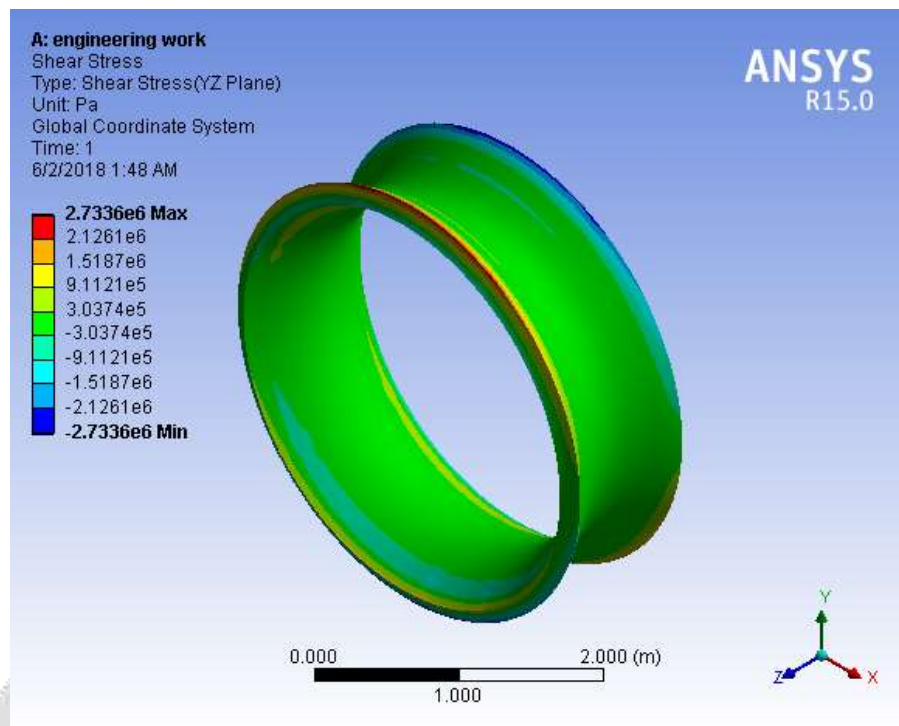 A: engineering work
Shear Stress
Type: Shear Stress(YZ Plane)
Unit: Pa
Global Coordinate System
Time: 1
6/2/2018 1:48 AM
ANSYS
R15.0
2.7336e6 Max
2.1261e6
1.5187e6
9.1121e5
3.0374e5
-3.0374e5
-9.1121e5
-1.5187e6
-2.1261e6
-2.7336e6 Min
0.000 2.000 (m)
1.000
Y
Z X